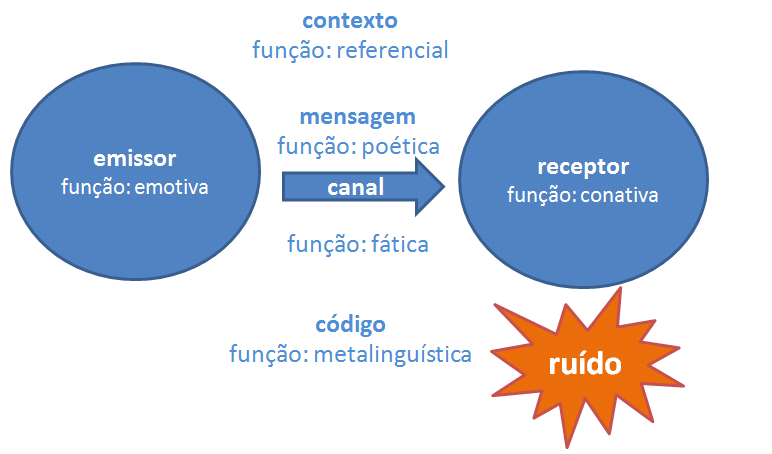 contexto
função: referencial
mensagem
função: poética
emissor
função: emotiva
canal
receptor
função: conativa
função: fática
código
função: metalinguística
ruído